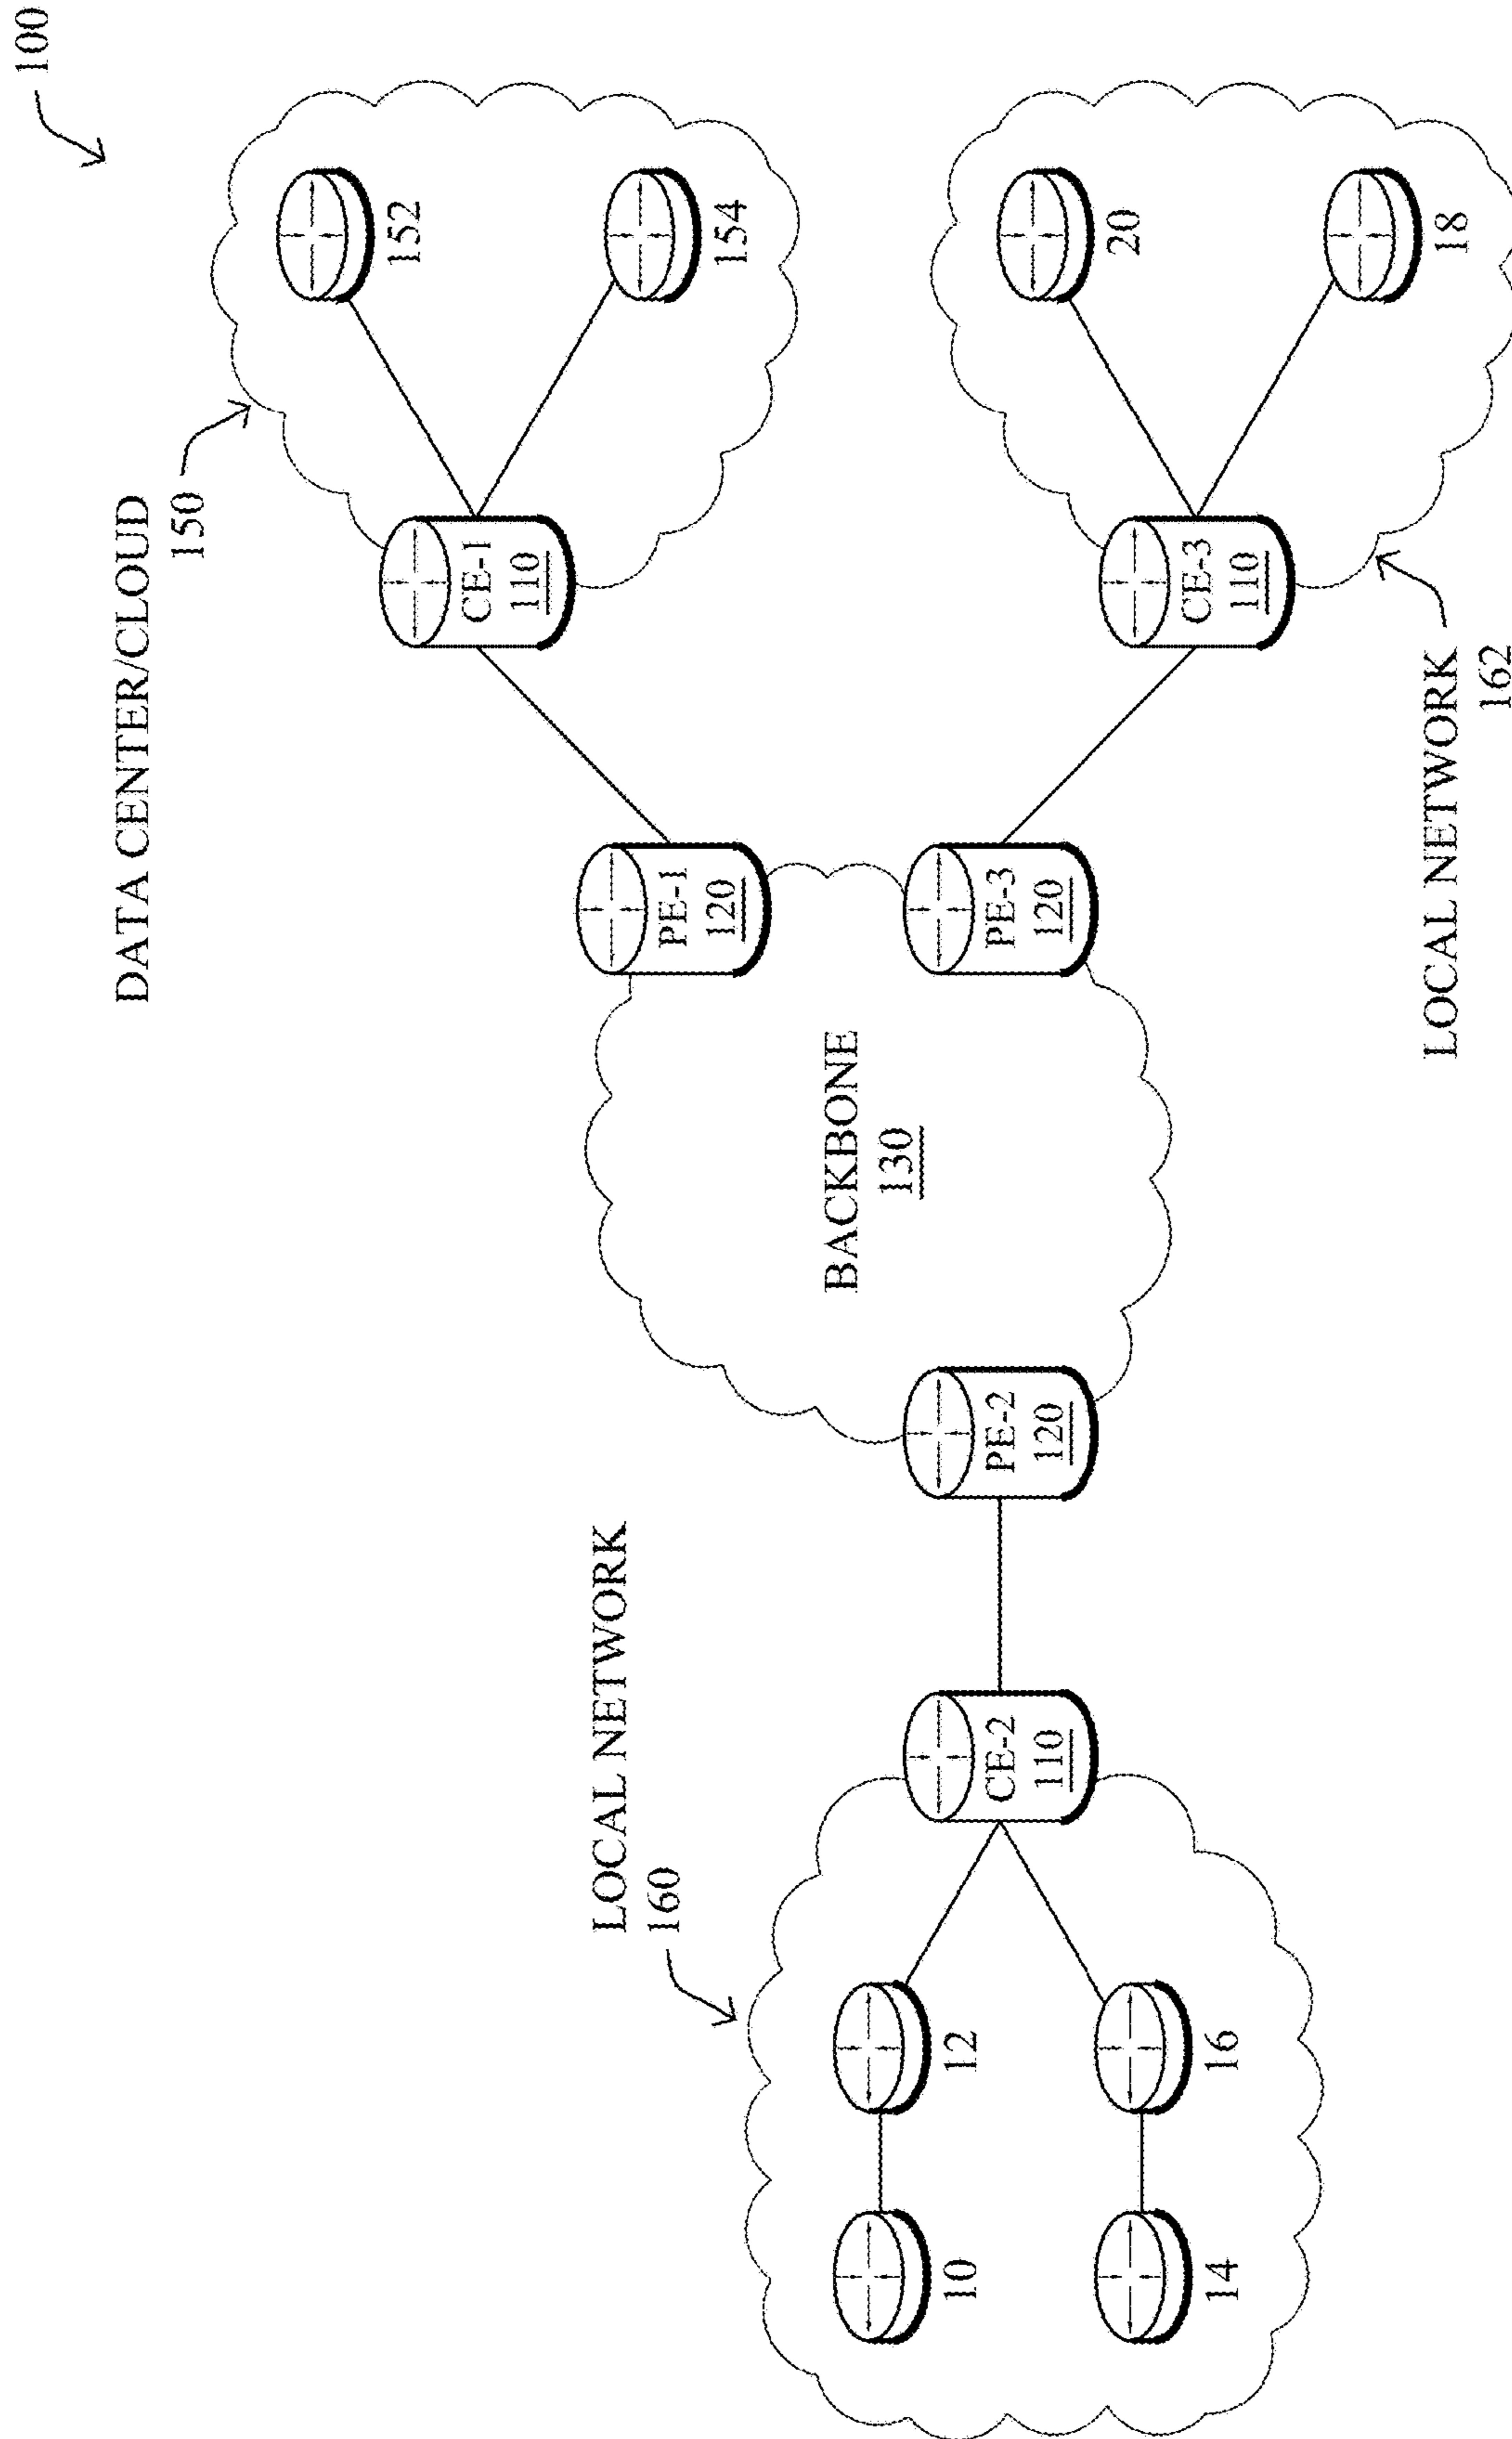 100
DATA CENTER/CLOUD
150
152
154
CE-1
110
PE-1
120
LOCAL NETWORK
160
BACKBONE
130
10
12
14
16
CE-2
110
PE-2
120
PE-3
120
CE-3
110
20
18
LOCAL NETWORK
162